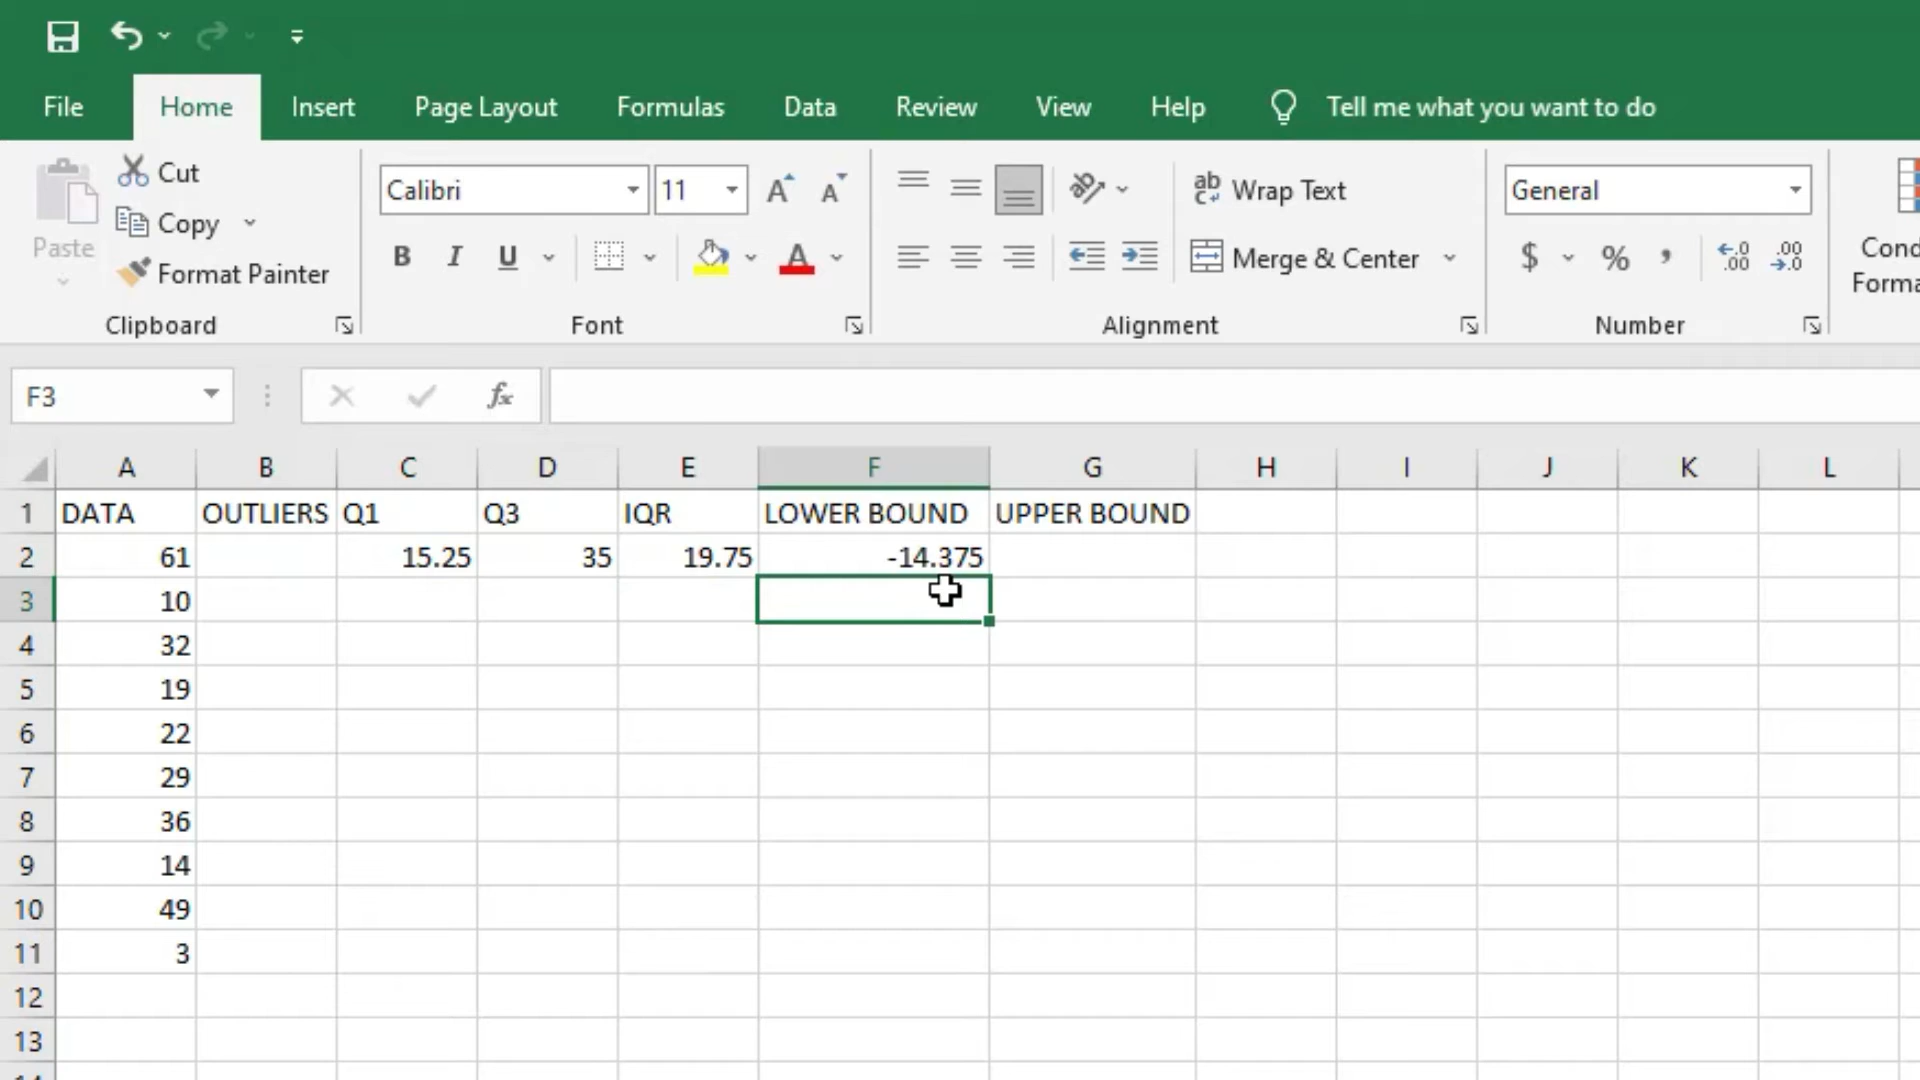 File Home Insert Page Layout Formulas Data Review View Help Tell me what you want to do
Paste
Cut
Copy
Format Painter
Clipboard
Calibri 11
B I U
Font
Wrap Text
Merge & Center
Alignment
General
$ % ,
Number
Cond
Forma
F3
fx
A B C D E F G H I J K L
1 DATA OUTLIERS Q1 Q3 IQR LOWER BOUND UPPER BOUND
2 61 15.25 35 19.75 -14.375
3 10
4 32
5 19
6 22
7 29
8 36
9 14
10 49
11 3
12
13